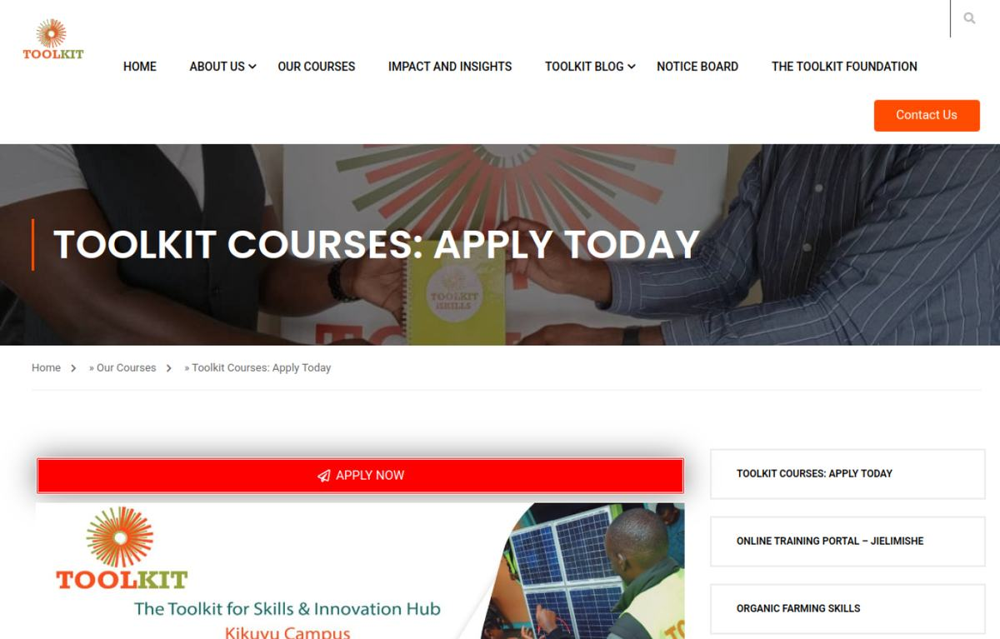 TOOLKIT
HOME
ABOUT US
OUR COURSES
IMPACT AND INSIGHTS
TOOLKIT BLOG
NOTICE BOARD
THE TOOLKIT FOUNDATION
Contact Us
TOOLKIT COURSES: APPLY TODAY
TOOLKIT
iSKILLS
Home
» Our Courses
» Toolkit Courses: Apply Today
APPLY NOW
TOOLKIT COURSES: APPLY TODAY
TOOLKIT
ONLINE TRAINING PORTAL – JIELIMISHE
The Toolkit for Skills & Innovation Hub
Kikuyu Campus
ORGANIC FARMING SKILLS